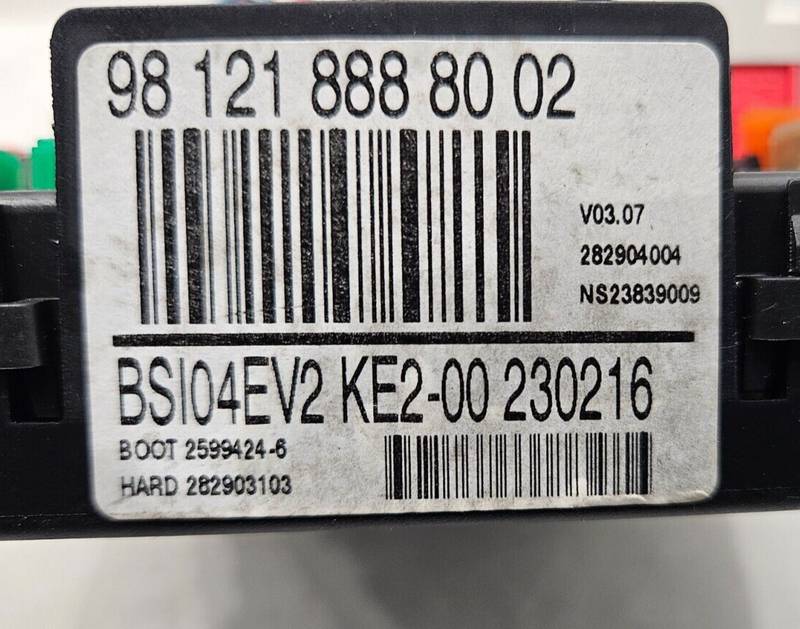 98 121 888 80 02
V03.07
282904004
NS23839009
BSI04EV2 KE2-00 230216
BOOT 2599424-6
HARD 282903103